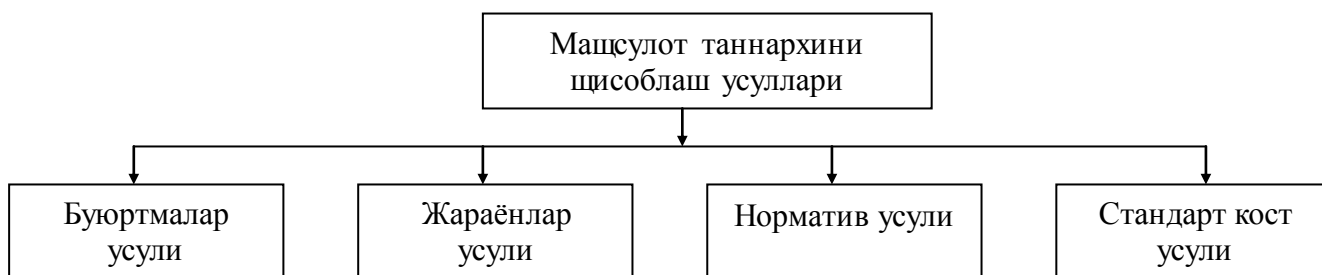 Мащсулот таннархини
щисоблаш усуллари
Буюртмалар
усули
Жараёнлар
усули
Норматив усули
Стандарт кост
усули